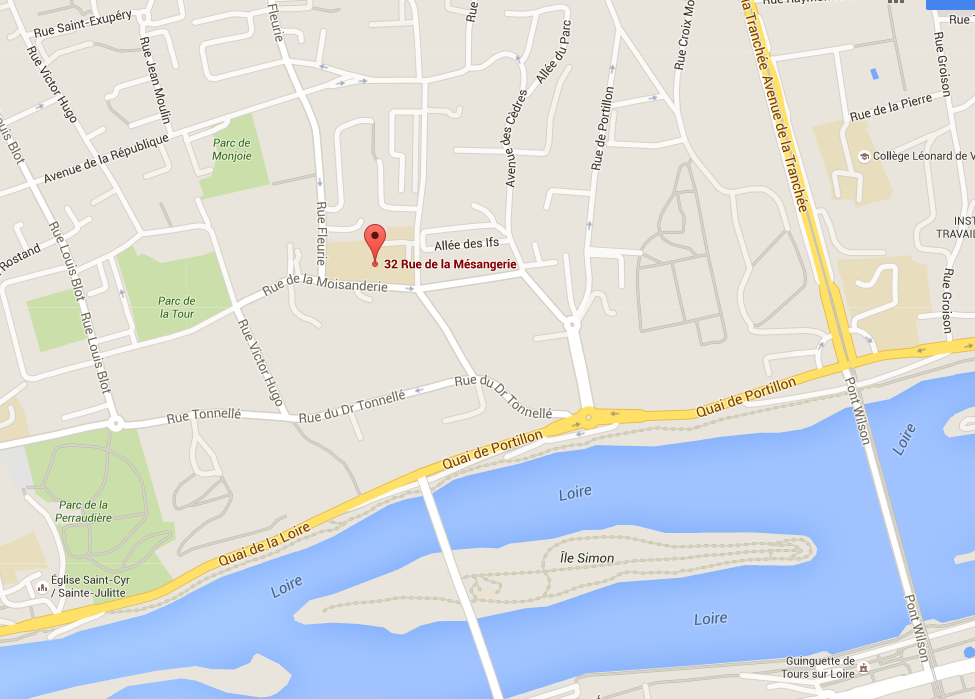 Rue Saint-Exupéry
Fleurie
Rue
Rue
Rue Victor Hugo
Rue Jean Moulin
Allée du Parc
Rue Croix Mo
la Tranchée
Avenue de la Tranchée
Rue Groison
Rue de la Pierre
Louis Blot
Avenue de la République
Parc de
Monjoie
Avenue des Cèdres
Rue de Portillon
Collège Léonard de V
Rue Fleurie
INST
TRAVAIL
Rostand
Rue Louis Blot
Allée des Ifs
32 Rue de la Mésangerie
Rue de la Moisanderie
Rue Groison
Parc de
la Tour
Rue Louis Blot
Rue Victor Hugo
Rue Tonnellé
Rue du Dr Tonnellé
Rue du Dr Tonnellé
Quai de Portillon
Quai de Portillon
Pont Wilson
Loire
Loire
Parc de la
Perraudière
Quai de la Loire
Île Simon
Église Saint-Cyr
/ Sainte-Julitte
Loire
Loire
Pont Wilson
Guinguette de
Tours sur Loire